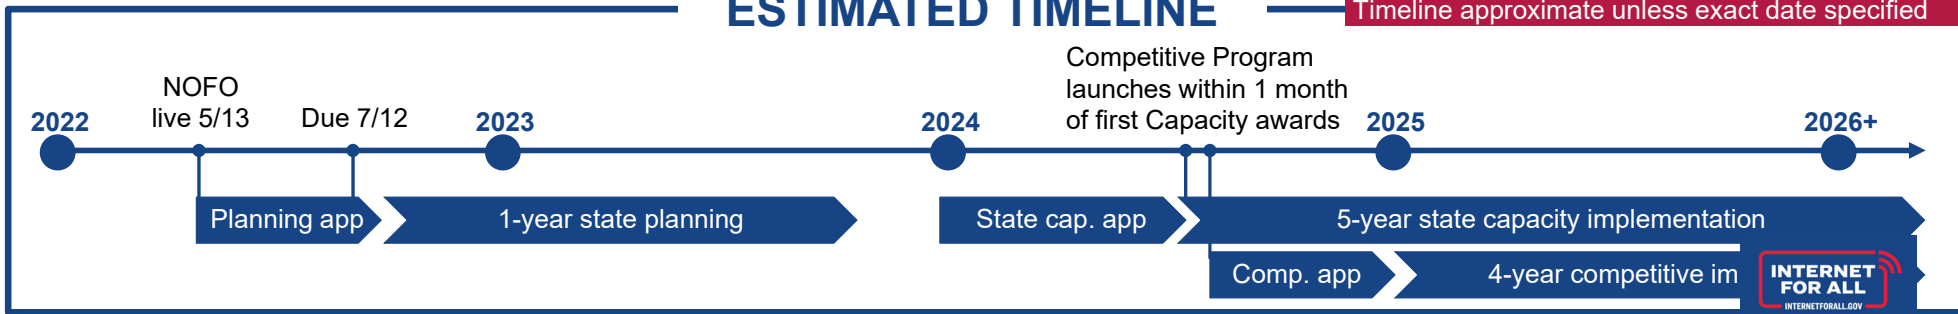 ESTIMATED TIMELINE
Timeline approximate unless exact date specified
Competitive Program
launches within 1 month
of first Capacity awards
NOFO
live 5/13
Due 7/12
2022
2023
2024
2025
2026+
Planning app
1-year state planning
State cap. app
5-year state capacity implementation
Comp. app
4-year competitive im
INTERNET
FOR ALL
INTERNETFORALL.GOV